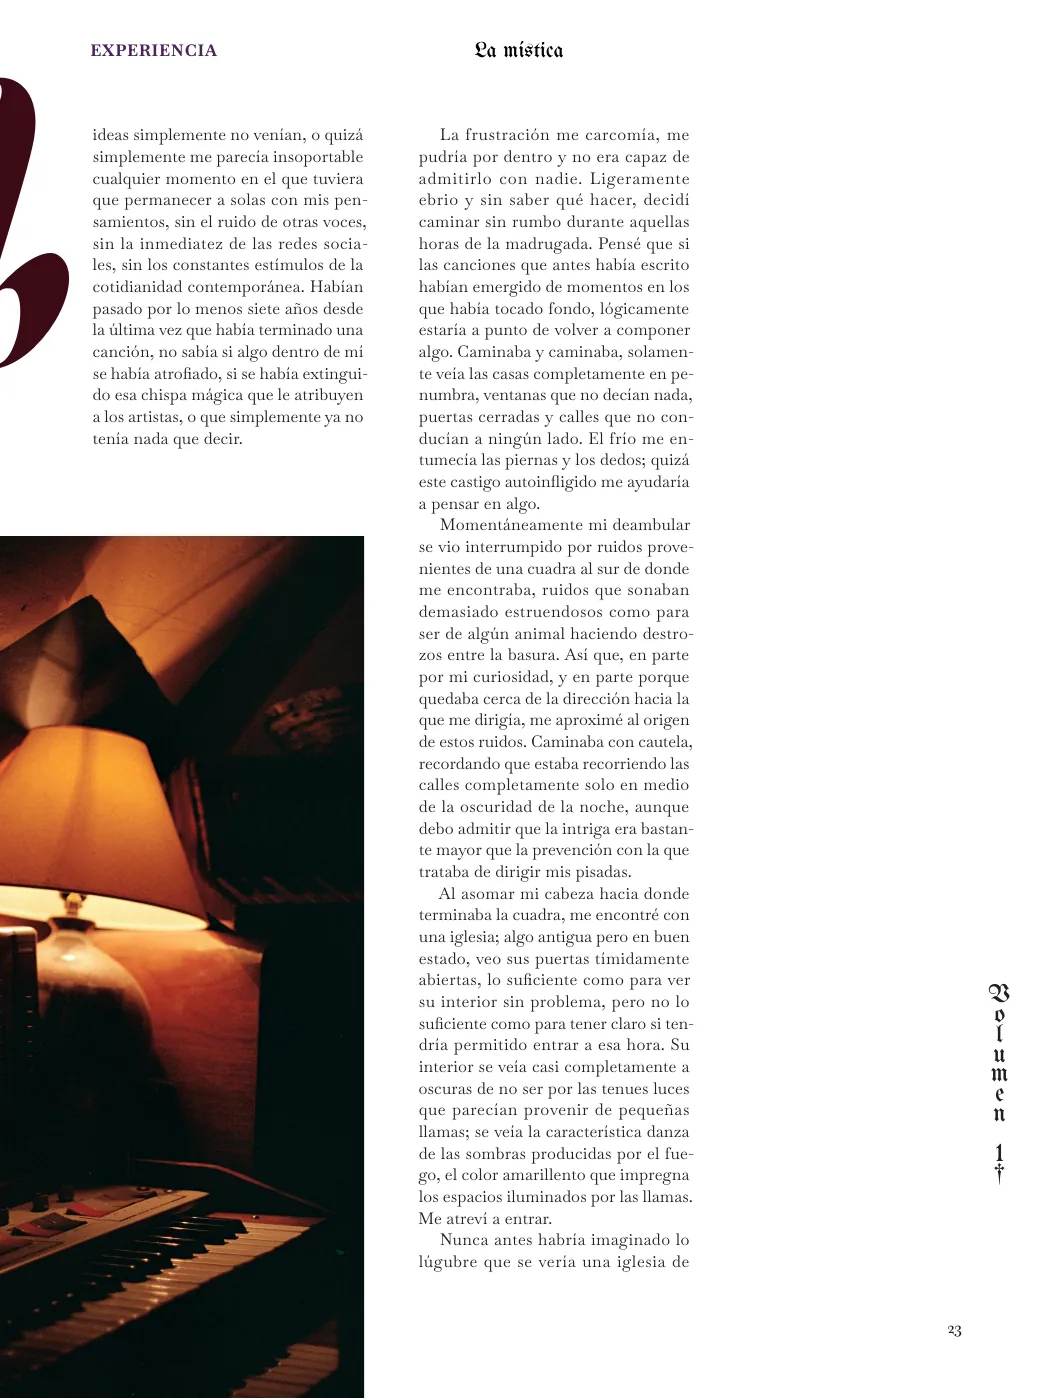 EXPERIENCIA
La mística
ideas simplemente no venían, o quizá
simplemente me parecía insoportable
cualquier momento en el que tuviera
que permanecer a solas con mis pen-
samientos, sin el ruido de otras voces,
sin la inmediatez de las redes socia-
les, sin los constantes estímulos de la
cotidianidad contemporánea. Habían
pasado por lo menos siete años desde
la última vez que había terminado una
canción, no sabía si algo dentro de mí
se había atrofiado, si se había extingui-
do esa chispa mágica que le atribuyen
a los artistas, o que simplemente ya no
tenía nada que decir.
La frustración me carcomía, me
pudría por dentro y no era capaz de
admitirlo con nadie. Ligeramente
ebrio y sin saber qué hacer, decidí
caminar sin rumbo durante aquellas
horas de la madrugada. Pensé que si
las canciones que antes había escrito
habían emergido de momentos en los
que había tocado fondo, lógicamente
estaría a punto de volver a componer
algo. Caminaba y caminaba, solamen-
te veía las casas completamente en pe-
numbra, ventanas que no decían nada,
puertas cerradas y calles que no con-
ducían a ningún lado. El frío me en-
tumecía las piernas y los dedos; quizá
este castigo autoinfligido me ayudaría
a pensar en algo.
Momentáneamente mi deambular
se vio interrumpido por ruidos prove-
nientes de una cuadra al sur de donde
me encontraba, ruidos que sonaban
demasiado estruendosos como para
ser de algún animal haciendo destro-
zos entre la basura. Así que, en parte
por mi curiosidad, y en parte porque
quedaba cerca de la dirección hacia la
que me dirigía, me aproximé al origen
de estos ruidos. Caminaba con cautela,
recordando que estaba recorriendo las
calles completamente solo en medio
de la oscuridad de la noche, aunque
debo admitir que la intriga era bastan-
te mayor que la prevención con la que
trataba de dirigir mis pisadas.
Al asomar mi cabeza hacia donde
terminaba la cuadra, me encontré con
una iglesia; algo antigua pero en buen
estado, veo sus puertas tímidamente
abiertas, lo suficiente como para ver
su interior sin problema, pero no lo
suficiente como para tener claro si ten-
dría permitido entrar a esa hora. Su
interior se veía casi completamente a
oscuras de no ser por las tenues luces
que parecían provenir de pequeñas
llamas; se veía la característica danza
de las sombras producidas por el fue-
go, el color amarillento que impregna
los espacios iluminados por las llamas.
Me atreví a entrar.
Nunca antes habría imaginado lo
lúgubre que se vería una iglesia de
Volumen 1†
23